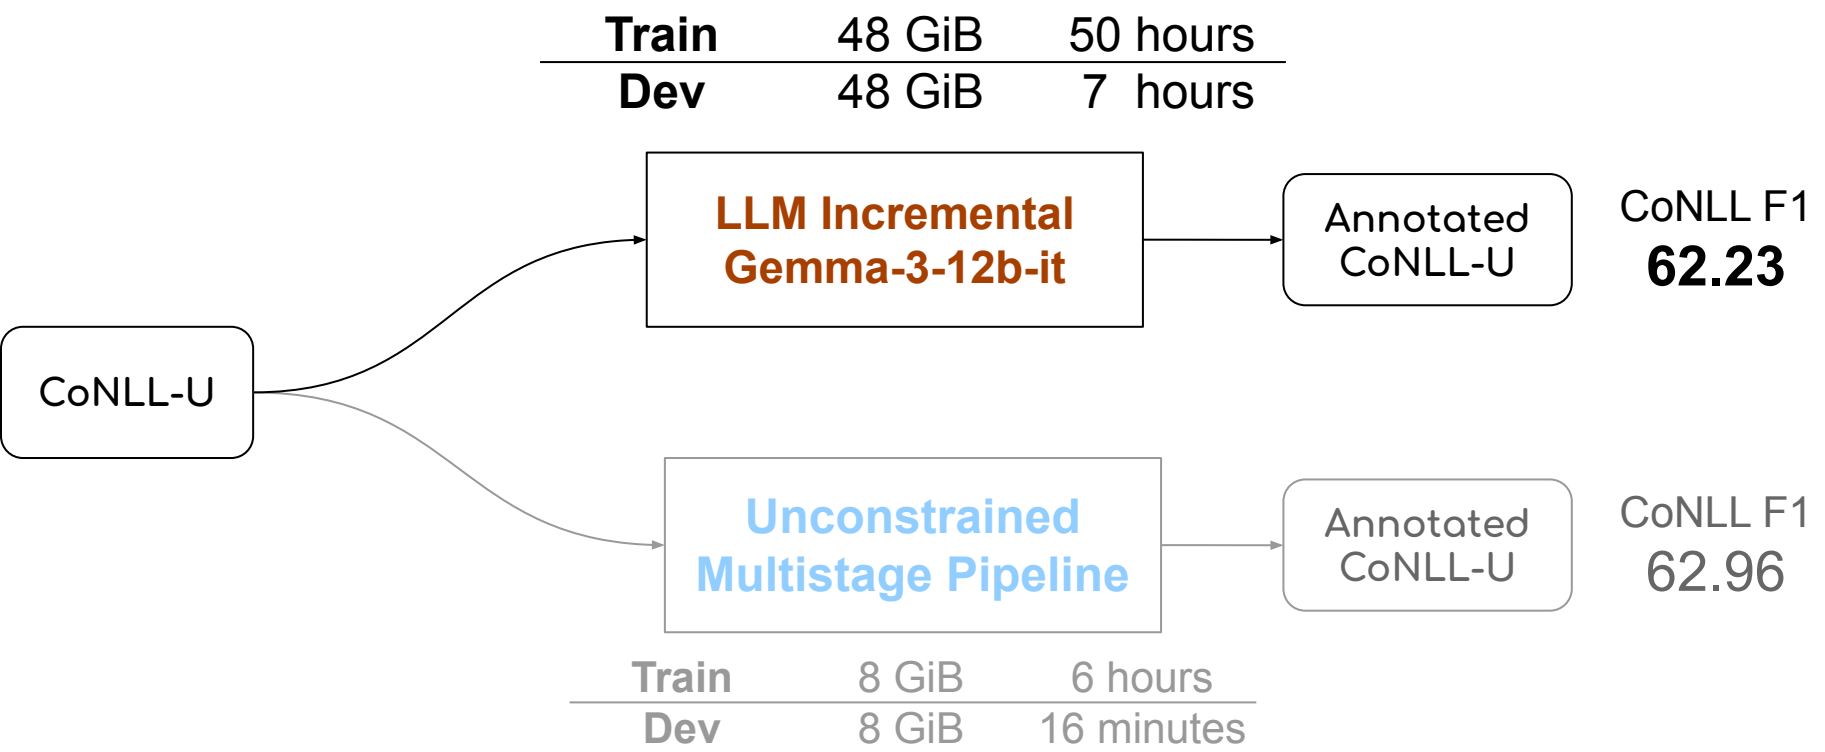 Train 48 GiB 50 hours
Dev 48 GiB 7 hours
LLM Incremental
Gemma-3-12b-it
Annotated
CoNLL-U
CoNLL F1
62.23
CoNLL-U
Unconstrained
Multistage Pipeline
Annotated
CoNLL-U
CoNLL F1
62.96
Train 8 GiB 6 hours
Dev 8 GiB 16 minutes